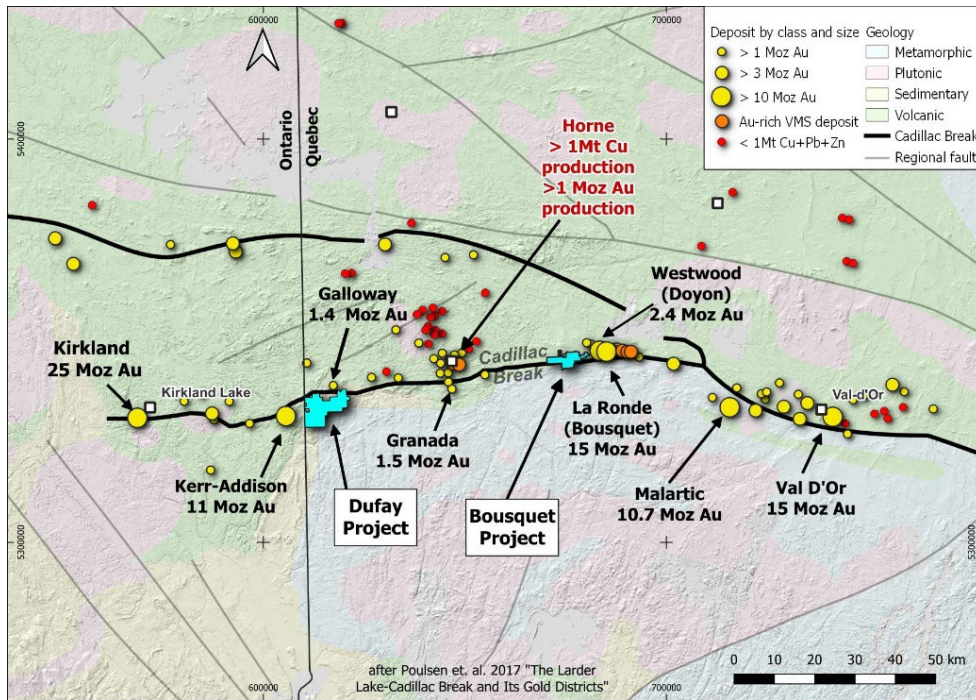 600000
700000
5400000
5400000
Ontario
Quebec
Deposit by class and size
> 1 Moz Au
> 3 Moz Au
> 10 Moz Au
Au-rich VMS deposit
< 1Mt Cu+Pb+Zn
Geology
Metamorphic
Plutonic
Sedimentary
Volcanic
Cadillac Break
Regional fault
Horne
> 1Mt Cu
production
>1 Moz Au
production
Galloway
1.4 Moz Au
Westwood
(Doyon)
2.4 Moz Au
Kirkland
25 Moz Au
Kirkland Lake
Cadillac
Break
Val-d'Or
Kerr-Addison
11 Moz Au
Dufay
Project
Granada
1.5 Moz Au
Bousquet
Project
La Ronde
(Bousquet)
15 Moz Au
Malartic
10.7 Moz Au
Val D'Or
15 Moz Au
5300000
5300000
after Poulsen et. al. 2017 "The Larder
Lake-Cadillac Break and Its Gold Districts"
0 10 20 30 40 50 km
600000
700000